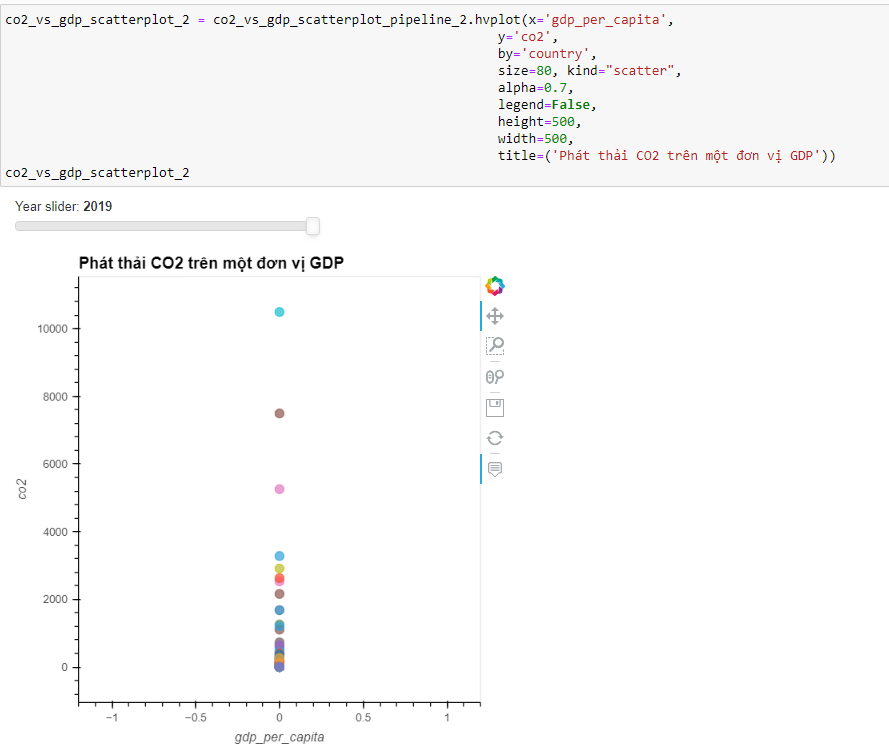 co2_vs_gdp_scatterplot_2 = co2_vs_gdp_scatterplot_pipeline_2.hvplot(x='gdp_per_capita',
y='co2',
by='country',
size=80, kind="scatter",
alpha=0.7,
legend=False,
height=500,
width=500,
title=('Phát thải CO2 trên một đơn vị GDP'))
co2_vs_gdp_scatterplot_2
Year slider: 2019
Phát thải CO2 trên một đơn vị GDP
10000
8000
6000
4000
2000
0
co2
−1 −0.5 0 0.5 1
gdp_per_capita